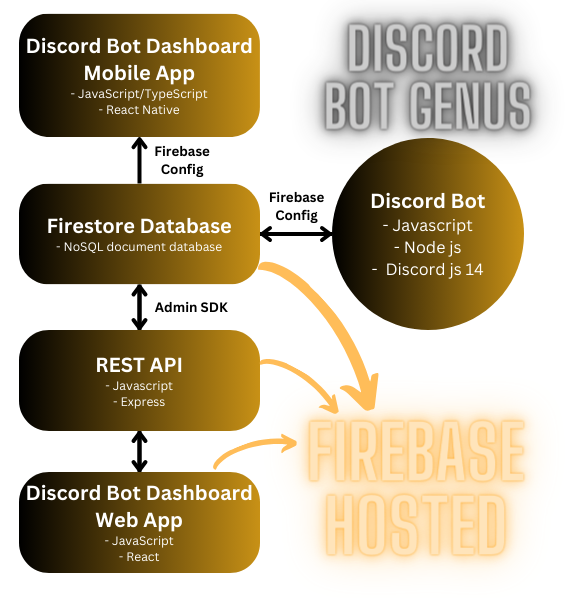 Discord Bot Dashboard
Mobile App
- JavaScript/TypeScript
- React Native
DISCORD
BOT GENUS
Firebase
Config
Firestore Database
- NoSQL document database
Firebase
Config
Discord Bot
- Javascript
- Node js
- Discord js 14
Admin SDK
REST API
- Javascript
- Express
Discord Bot Dashboard
Web App
- JavaScript
- React
FIREBASE
HOSTED